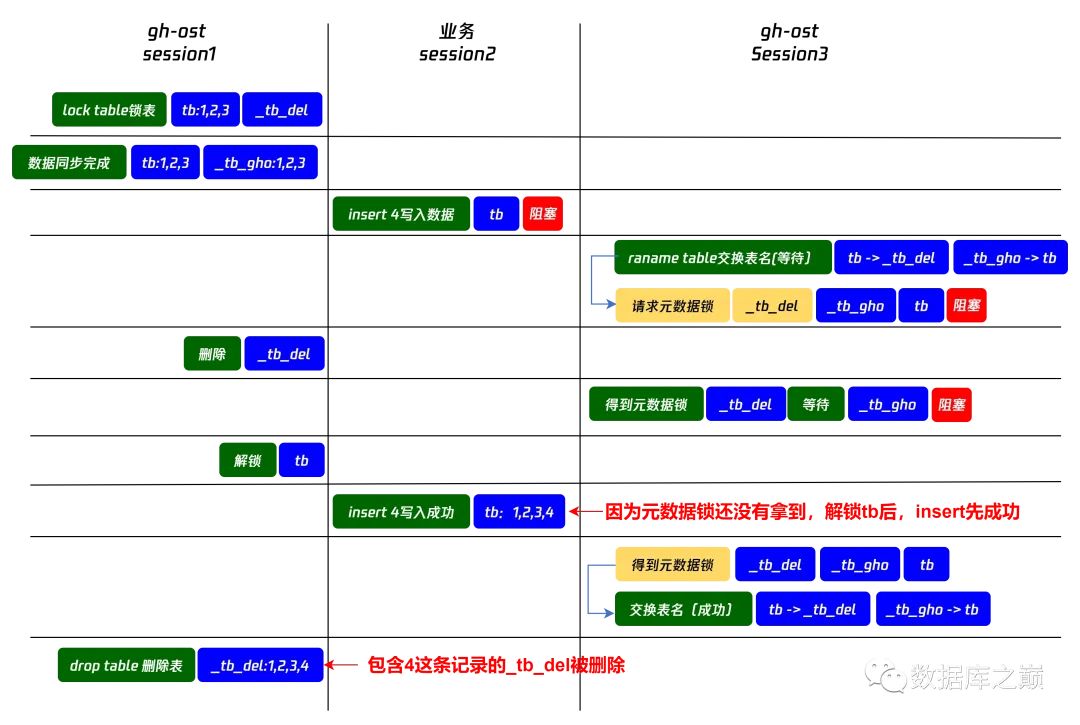 gh-ost session1 业务 session2 gh-ost Session3
lock table锁表 tb:1,2,3 _tb_del
数据同步完成 tb:1,2,3 _tb_gho:1,2,3
insert 4写入数据 tb 阻塞
raname table交换表名(等待) tb -> _tb_del _tb_gho -> tb
请求元数据锁 _tb_del _tb_gho tb 阻塞
删除 _tb_del
得到元数据锁 _tb_del 等待 _tb_gho 阻塞
解锁 tb
insert 4写入成功 tb：1,2,3,4 因为元数据锁还没有拿到，解锁tb后，insert先成功
得到元数据锁 _tb_del _tb_gho tb
交换表名（成功） tb -> _tb_del _tb_gho -> tb
drop table 删除表 _tb_del:1,2,3,4 包含4这条记录的_tb_del被删除
数据库之巅